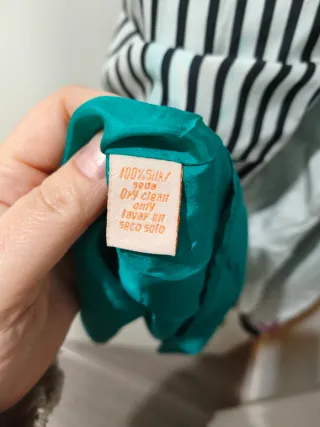 100% Silk/
seda
Dry clean
only
lavar en
seco solo